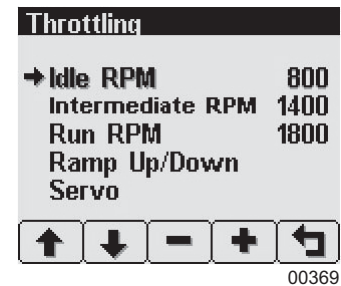 Throttling
Idle RPM 800
Intermediate RPM 1400
Run RPM 1800
Ramp Up/Down
Servo
00369